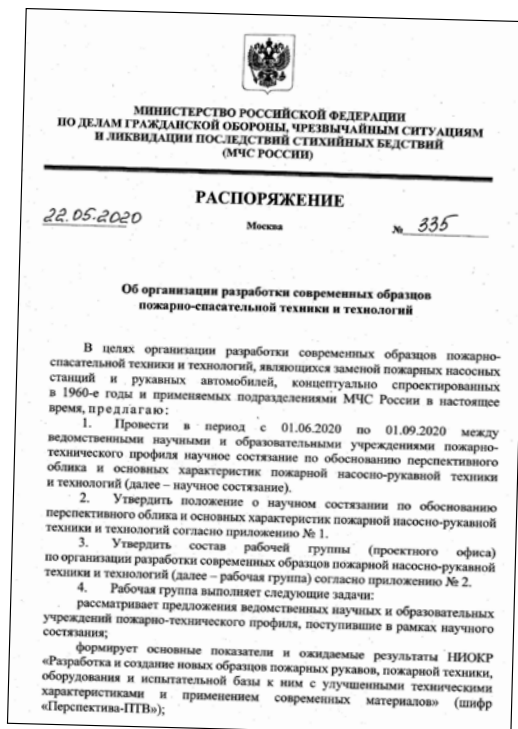 МИНИСТЕРСТВО РОССИЙСКОЙ ФЕДЕРАЦИИ
ПО ДЕЛАМ ГРАЖДАНСКОЙ ОБОРОНЫ, ЧРЕЗВЫЧАЙНЫМ СИТУАЦИЯМ
И ЛИКВИДАЦИИ ПОСЛЕДСТВИЙ СТИХИЙНЫХ БЕДСТВИЙ
(МЧС РОССИИ)
РАСПОРЯЖЕНИЕ
22.05.2020 Москва № 335
Об организации разработки современных образцов
пожарно-спасательной техники и технологий
В целях организации разработки современных образцов пожарно-
спасательной техники и технологий, являющихся заменой пожарных насосных
станций и рукавных автомобилей, концептуально спроектированных
в 1960-е годы и применяемых подразделениями МЧС России в настоящее
время, предлагаю:
1. Провести в период с 01.06.2020 по 01.09.2020 между
ведомственными научными и образовательными учреждениями пожарно-
технического профиля научное состязание по обоснованию перспективного
облика и основных характеристик пожарной насосно-рукавной техники
и технологий (далее – научное состязание).
2. Утвердить положение о научном состязании по обоснованию
перспективного облика и основных характеристик пожарной насосно-рукавной
техники и технологий согласно приложению № 1.
3. Утвердить состав рабочей группы (проектного офиса)
по организации разработки современных образцов пожарной насосно-рукавной
техники и технологий (далее – рабочая группа) согласно приложению № 2.
4. Рабочая группа выполняет следующие задачи:
рассматривает предложения ведомственных научных и образовательных
учреждений пожарно-технического профиля, поступившие в рамках научного
состязания;
формирует основные показатели и ожидаемые результаты НИОКР
«Разработка и создание новых образцов пожарных рукавов, пожарной техники,
оборудования и испытательной базы к ним с улучшенными техническими
характеристиками и применением современных материалов» (шифр
«Перспектива-ПТВ»);